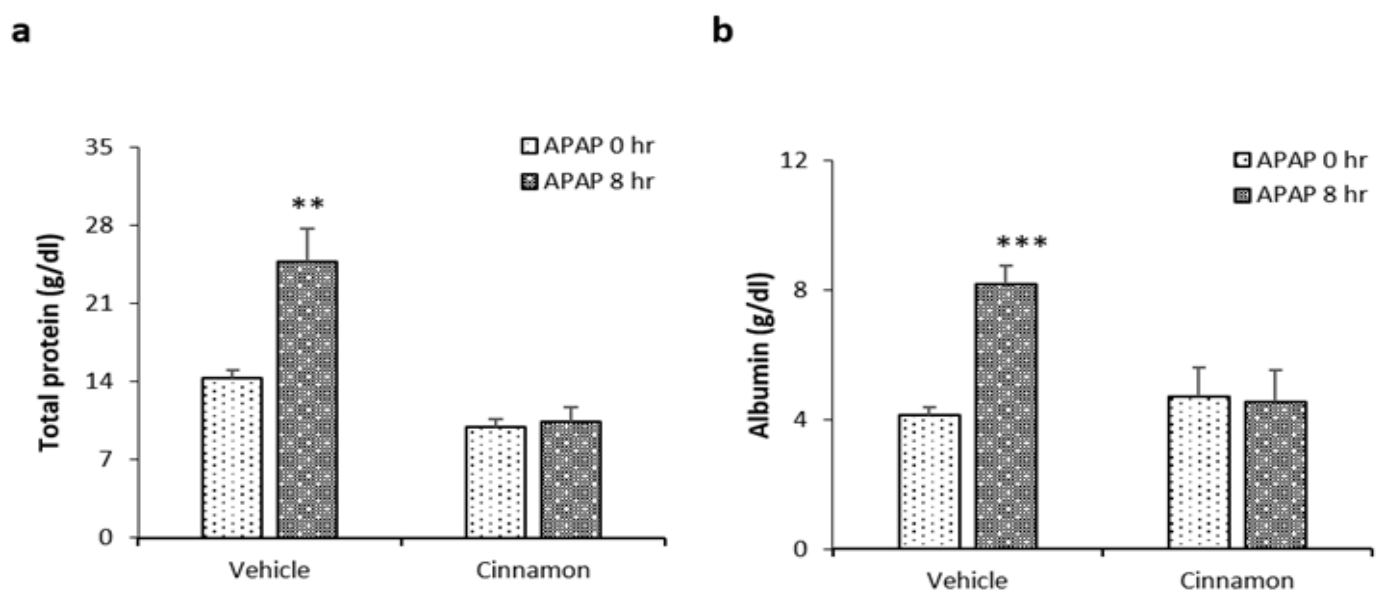 a
Total protein (g/dl)
35
28
21
14
7
0
APAP 0 hr
APAP 8 hr
**
Vehicle
Cinnamon
b
Albumin (g/dl)
12
8
4
0
APAP 0 hr
APAP 8 hr
***
Vehicle
Cinnamon